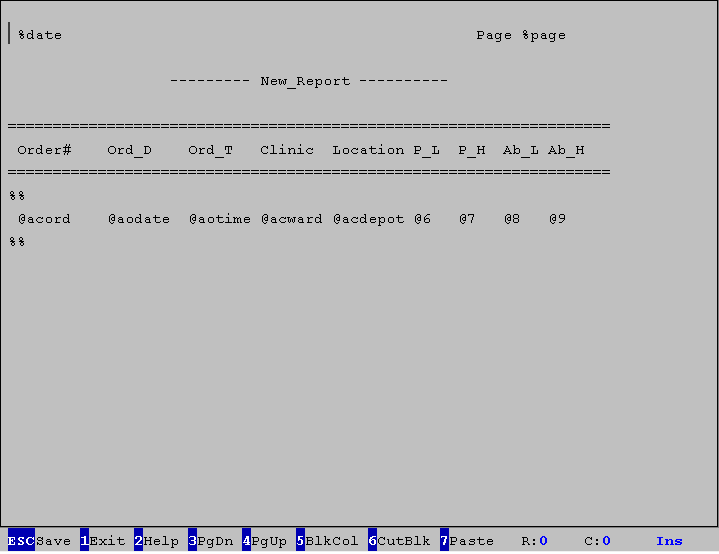 %date Page %page
--------- New_Report ----------
===================================================================
Order# Ord_D Ord_T Clinic Location P_L P_H Ab_L Ab_H
===================================================================
%%
@acord @aodate @aotime @acward @acdepot @6 @7 @8 @9
%%
ESCSave 1Exit 2Help 3PgDn 4PgUp 5BlkCol 6CutBlk 7Paste R:0 C:0 Ins